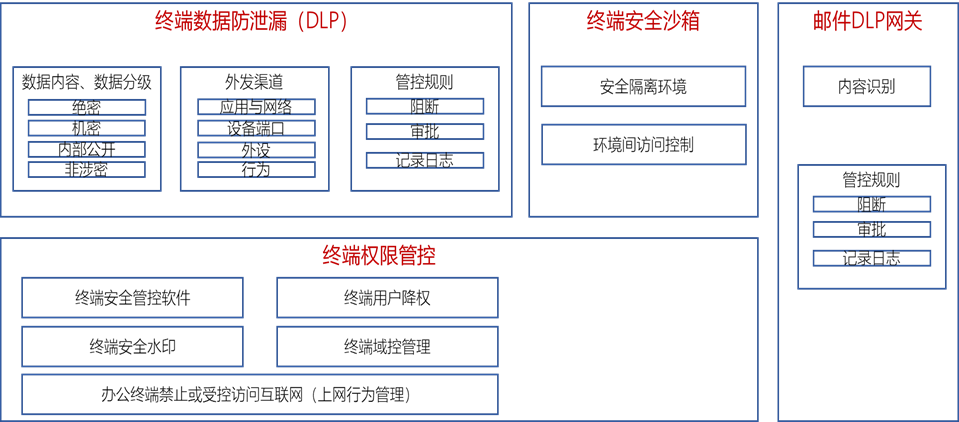 终端数据防泄漏（DLP）
数据内容、数据分级
绝密
机密
内部公开
非涉密
外发渠道
应用与网络
设备端口
外设
行为
管控规则
阻断
审批
记录日志
终端安全沙箱
安全隔离环境
环境间访问控制
邮件DLP网关
内容识别
管控规则
阻断
审批
记录日志
终端权限管控
终端安全管控软件
终端用户降权
终端安全水印
终端域控管理
办公终端禁止或受控访问互联网（上网行为管理）